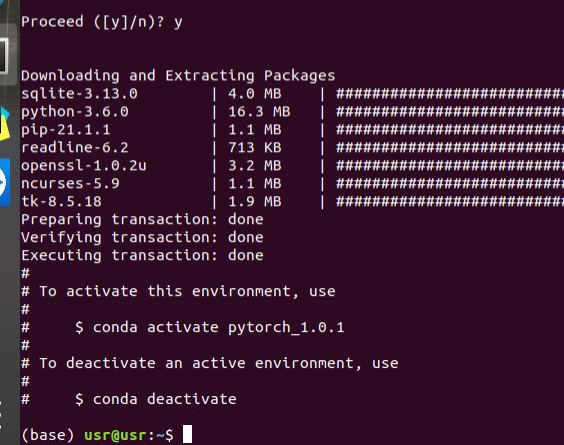 Proceed ([y]/n)? y
Downloading and Extracting Packages
sqlite-3.13.0        | 4.0 MB    | ##########################
python-3.6.0         | 16.3 MB   | ##########################
pip-21.1.1           | 1.1 MB    | ##########################
readline-6.2         | 713 KB    | ##########################
openssl-1.0.2u       | 3.2 MB    | ##########################
ncurses-5.9          | 1.1 MB    | ##########################
tk-8.5.18            | 1.9 MB    | ##########################
Preparing transaction: done
Verifying transaction: done
Executing transaction: done
#
# To activate this environment, use
#
#     $ conda activate pytorch_1.0.1
#
# To deactivate an active environment, use
#
#     $ conda deactivate
(base) usr@usr:~$